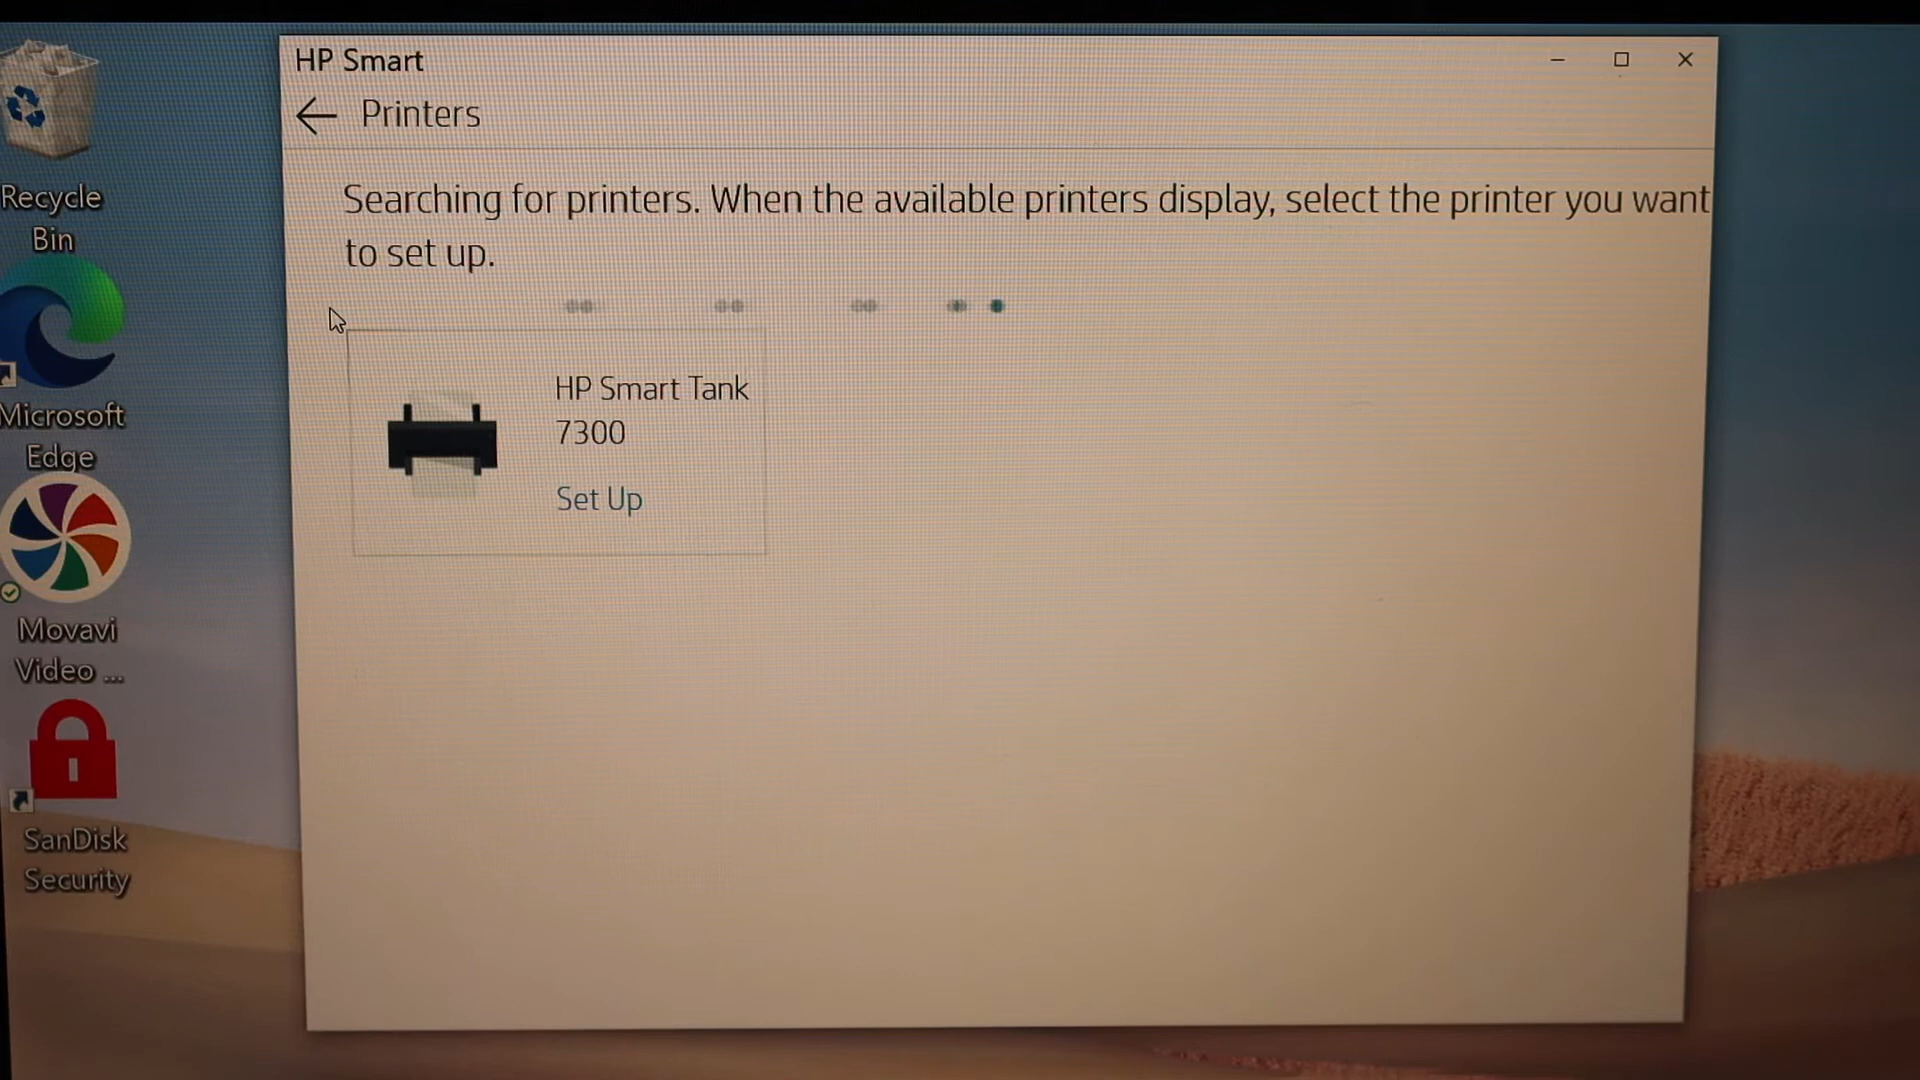 HP Smart
Printers
Searching for printers. When the available printers display, select the printer you want
to set up.
HP Smart Tank
7300
Set Up
Recycle
Bin
Microsoft
Edge
Movavi
Video ...
SanDisk
Security